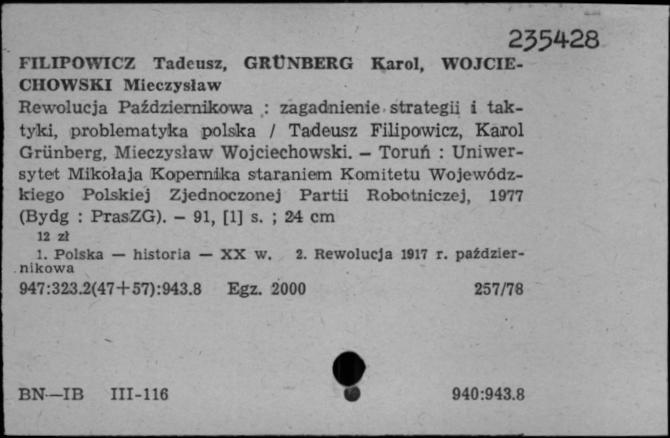 235428
FILIPOWICZ Tadeusz, GRÜNBERG Karol, WOJCIE-
CHOWSKI Mieczysław
Rewolucja Październikowa : zagadnienie strategii i tak-
tyki, problematyka polska / Tadeusz Filipowicz, Karol
Grünberg, Mieczysław Wojciechowski. — Toruń : Uniwer-
sytet Mikołaja Kopernika staraniem Komitetu Wojewódz-
kiego Polskiej Zjednoczonej Partii Robotniczej, 1977
(Bydg : PrasZG). — 91, [1] s. ; 24 cm
12 zł
1. Polska — historia — XX w. 2. Rewolucja 1917 r. paździer-
nikowa
947:323.2(47+57):943.8 Egz. 2000 257/78
BN—IB III-116 940:943.8